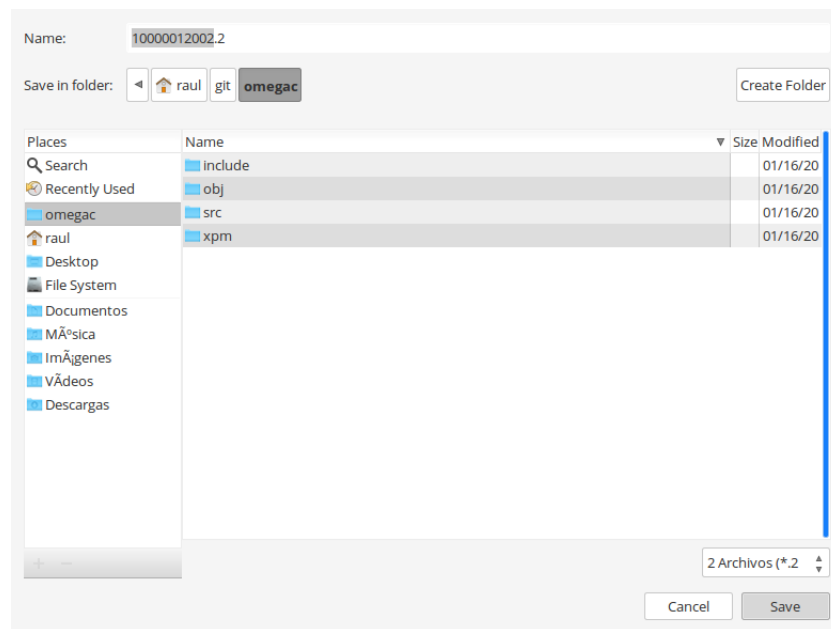 Name: 10000012002.2
Save in folder: raul git omegac Create Folder
Places Name Size Modified
Search include 01/16/20
Recently Used obj 01/16/20
omegac src 01/16/20
raul xpm 01/16/20
Desktop
File System
Documentos
MÃºsica
ImÃ¡genes
VÃdeos
Descargas
2 Archivos (*.2
Cancel Save